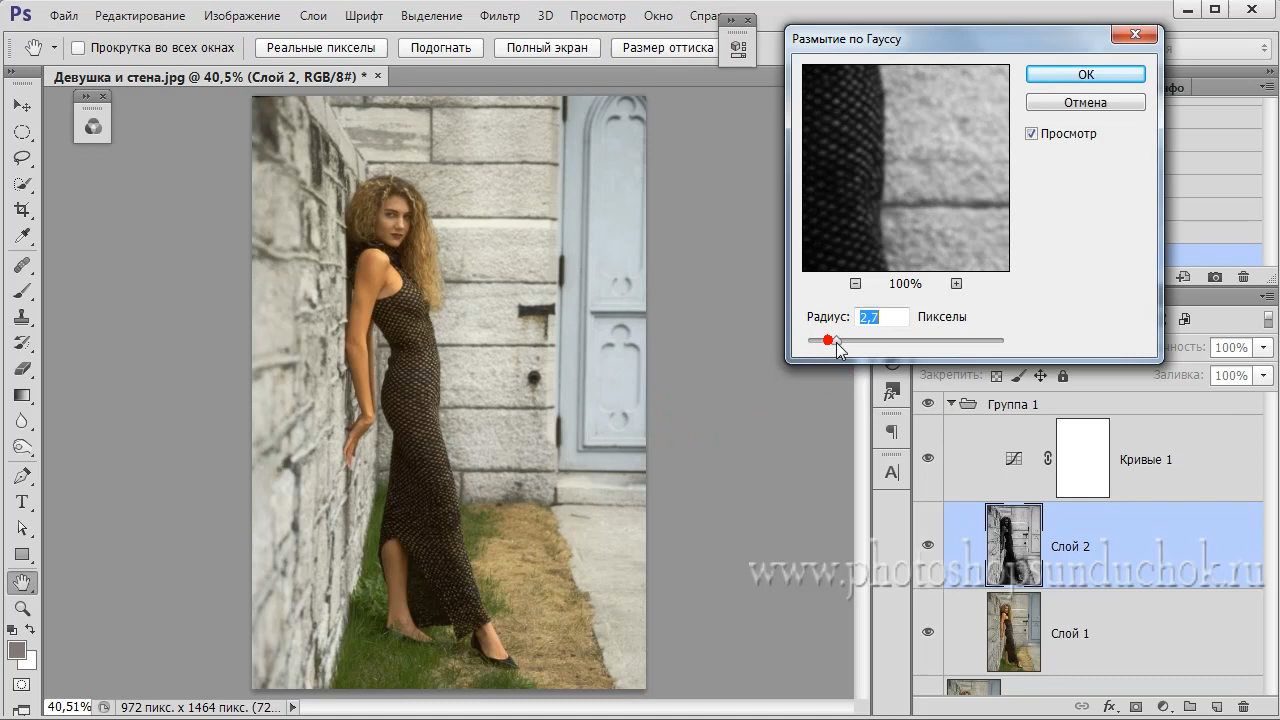 Ps Файл Редактирование Изображение Слои Шрифт Выделение Фильтр 3D Просмотр Окно Спра
Прокрутка во всех окнах Реальные пикселы Подогнать Полный экран Размер оттиск
Девушка и стена.jpg @ 40,5% (Слой 2, RGB/8#) * ×
Размытие по Гауссу
OK
Отмена
Просмотр
100%
Радиус: 2,7 Пикселы
100%
Закрепить: Заливка: 100%
Группа 1
Кривые 1
Слой 2
www.photoshopsunduchok.ru
Слой 1
40,51% 972 пикс. x 1464 пикс. (72...